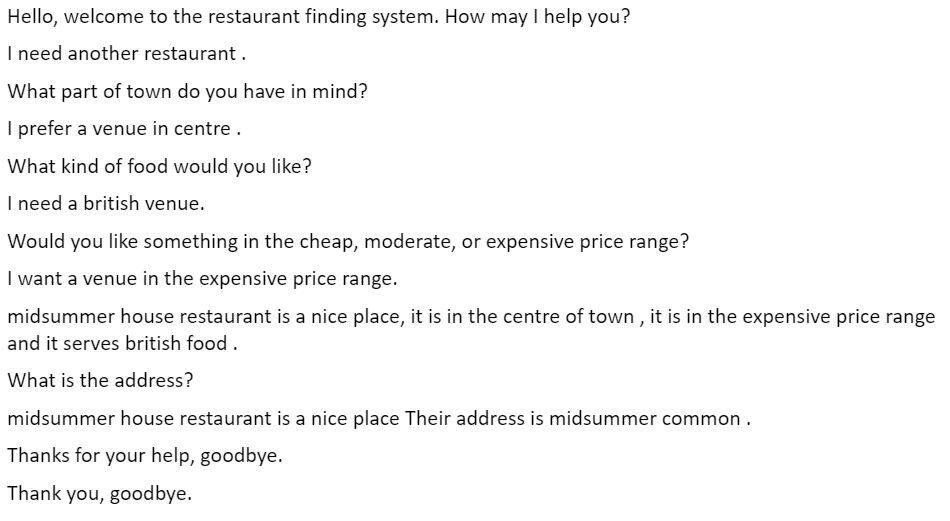 Hello, welcome to the restaurant finding system. How may I help you?
I need another restaurant .
What part of town do you have in mind?
I prefer a venue in centre .
What kind of food would you like?
I need a british venue.
Would you like something in the cheap, moderate, or expensive price range?
I want a venue in the expensive price range.
midsummer house restaurant is a nice place, it is in the centre of town , it is in the expensive price range
and it serves british food .
What is the address?
midsummer house restaurant is a nice place Their address is midsummer common .
Thanks for your help, goodbye.
Thank you, goodbye.